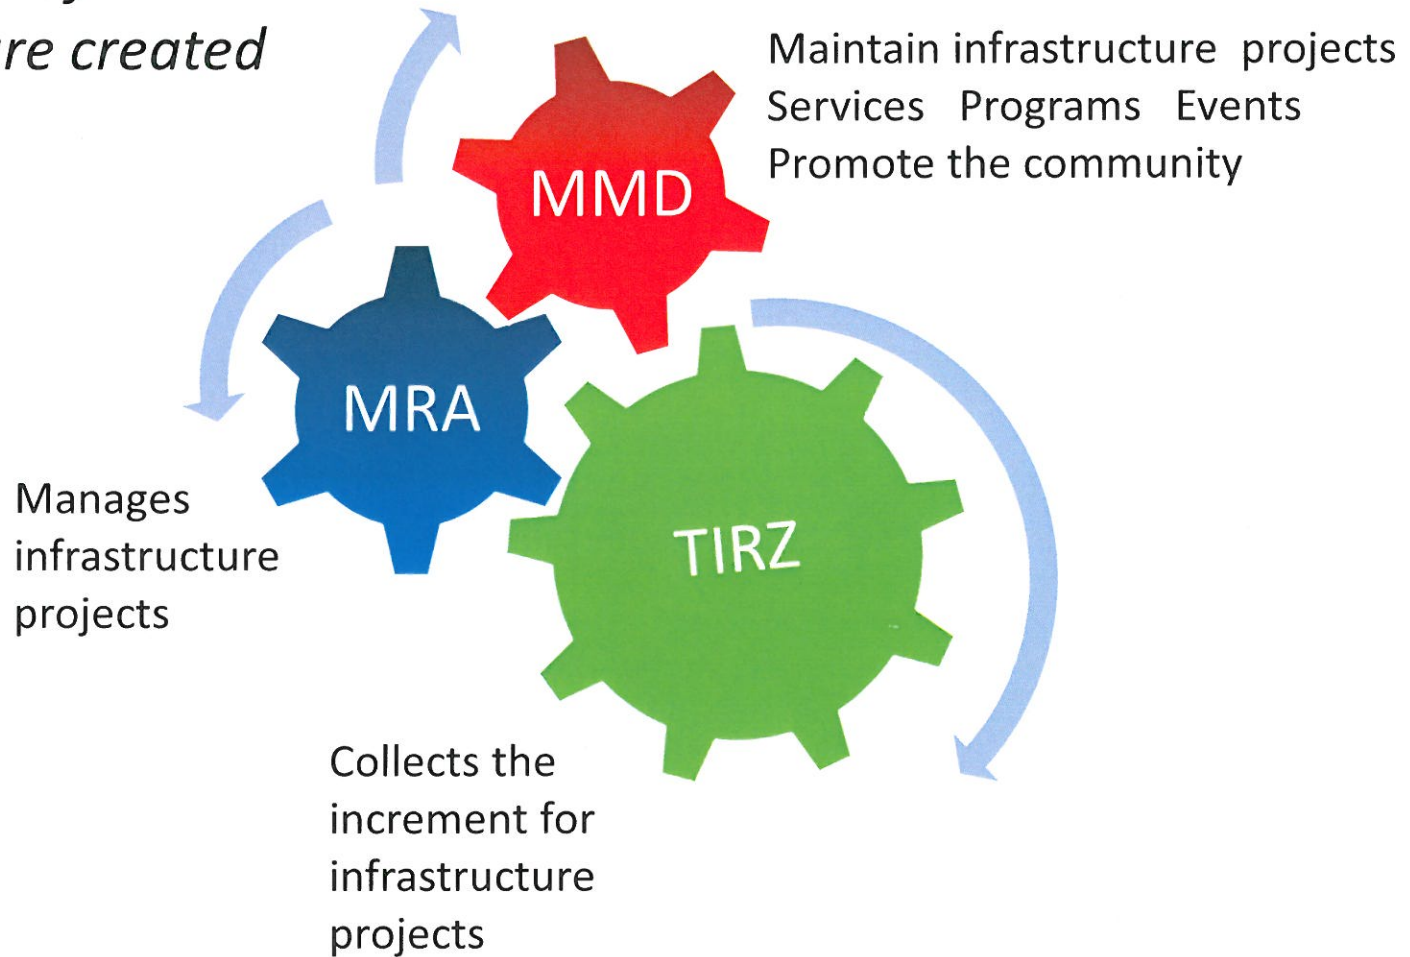 created
Maintain infrastructure projects
Services Programs Events
Promote the community
MMD
MRA
Manages
infrastructure
projects
TIRZ
Collects the
increment for
infrastructure
projects